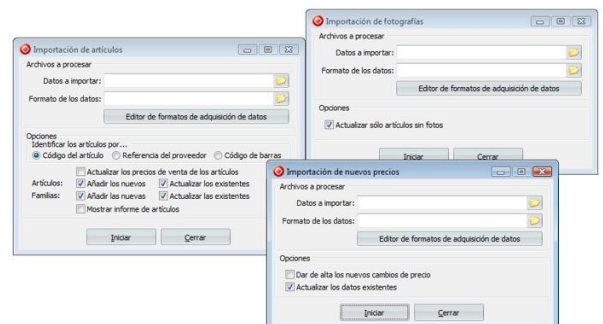 Importación de artículos
Archivos a procesar
Datos a importar:
Formato de los datos:
Editor de formatos de adquisición de datos
Opciones
Identificar los artículos por...
Código del artículo Referencia del proveedor Código de barras
Actualizar los precios de venta de los artículos
Artículos: Añadir los nuevos Actualizar los existentes
Familias: Añadir las nuevas Actualizar las existentes
Mostrar informe de artículos
Iniciar Cerrar
Importación de fotografías
Archivos a procesar
Datos a importar:
Formato de los datos:
Editor de formatos de adquisición de datos
Opciones
Actualizar sólo artículos sin fotos
Iniciar Cerrar
Importación de nuevos precios
Archivos a procesar
Datos a importar:
Formato de los datos:
Editor de formatos de adquisición de datos
Opciones
Dar de alta los nuevos cambios de precio
Actualizar los datos existentes
Iniciar Cerrar